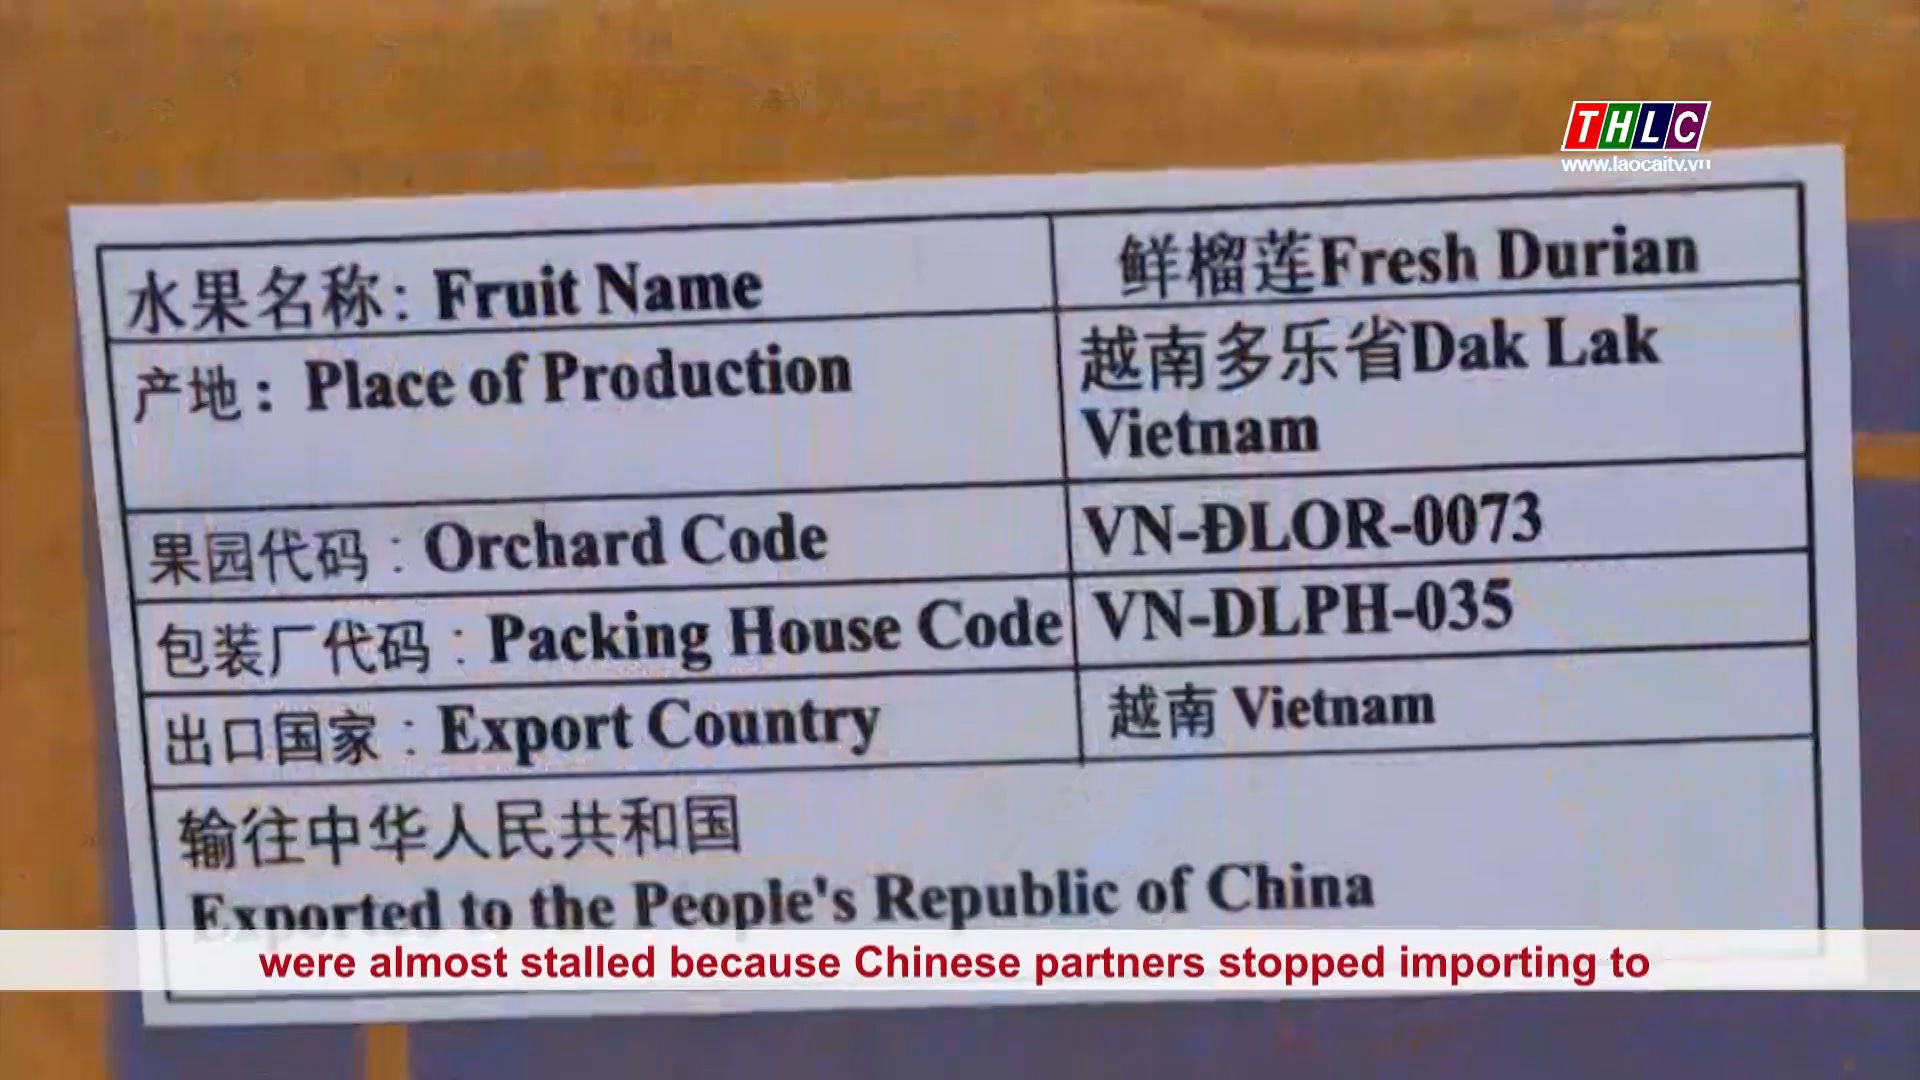 THLC
www.laocaitv.vn
水果名称: Fruit Name
鲜榴莲Fresh Durian
产地: Place of Production
越南多乐省Dak Lak
Vietnam
果园代码: Orchard Code
VN-ĐLOR-0073
包装厂代码: Packing House Code
VN-DLPH-035
出口国家: Export Country
越南 Vietnam
输往中华人民共和国
Exported to the People's Republic of China
were almost stalled because Chinese partners stopped importing to